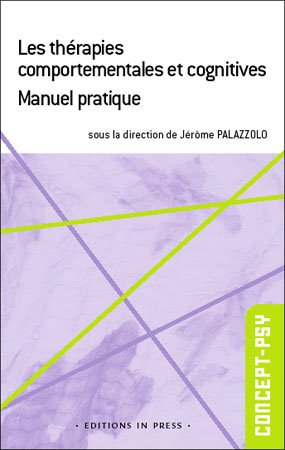 Les thérapies
comportementales et cognitives
Manuel pratique
sous la direction de Jérôme PALAZZOLO
CONCEPT-PSY
· EDITIONS IN PRESS ·